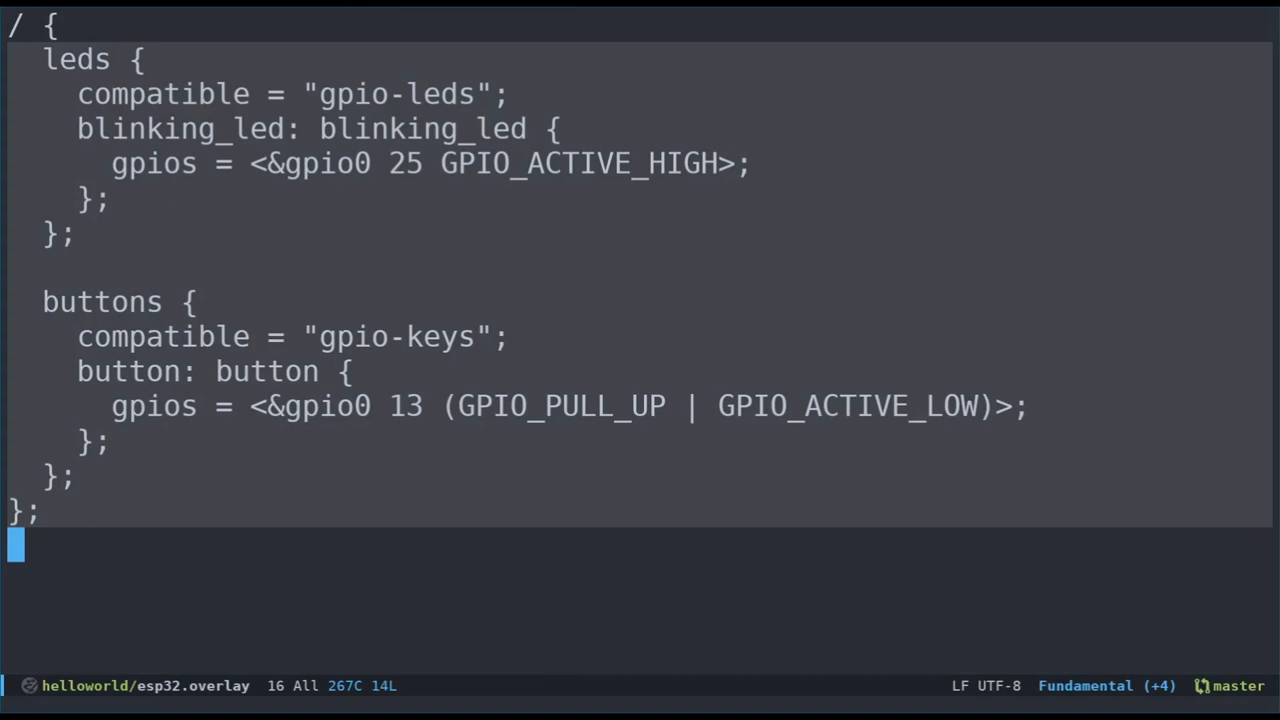 / {
  leds {
    compatible = "gpio-leds";
    blinking_led: blinking_led {
      gpios = <&gpio0 25 GPIO_ACTIVE_HIGH>;
    };
  };

  buttons {
    compatible = "gpio-keys";
    button: button {
      gpios = <&gpio0 13 (GPIO_PULL_UP | GPIO_ACTIVE_LOW)>;
    };
  };
};
helloworld/esp32.overlay 16 All 267C 14L LF UTF-8 Fundamental (+4) master